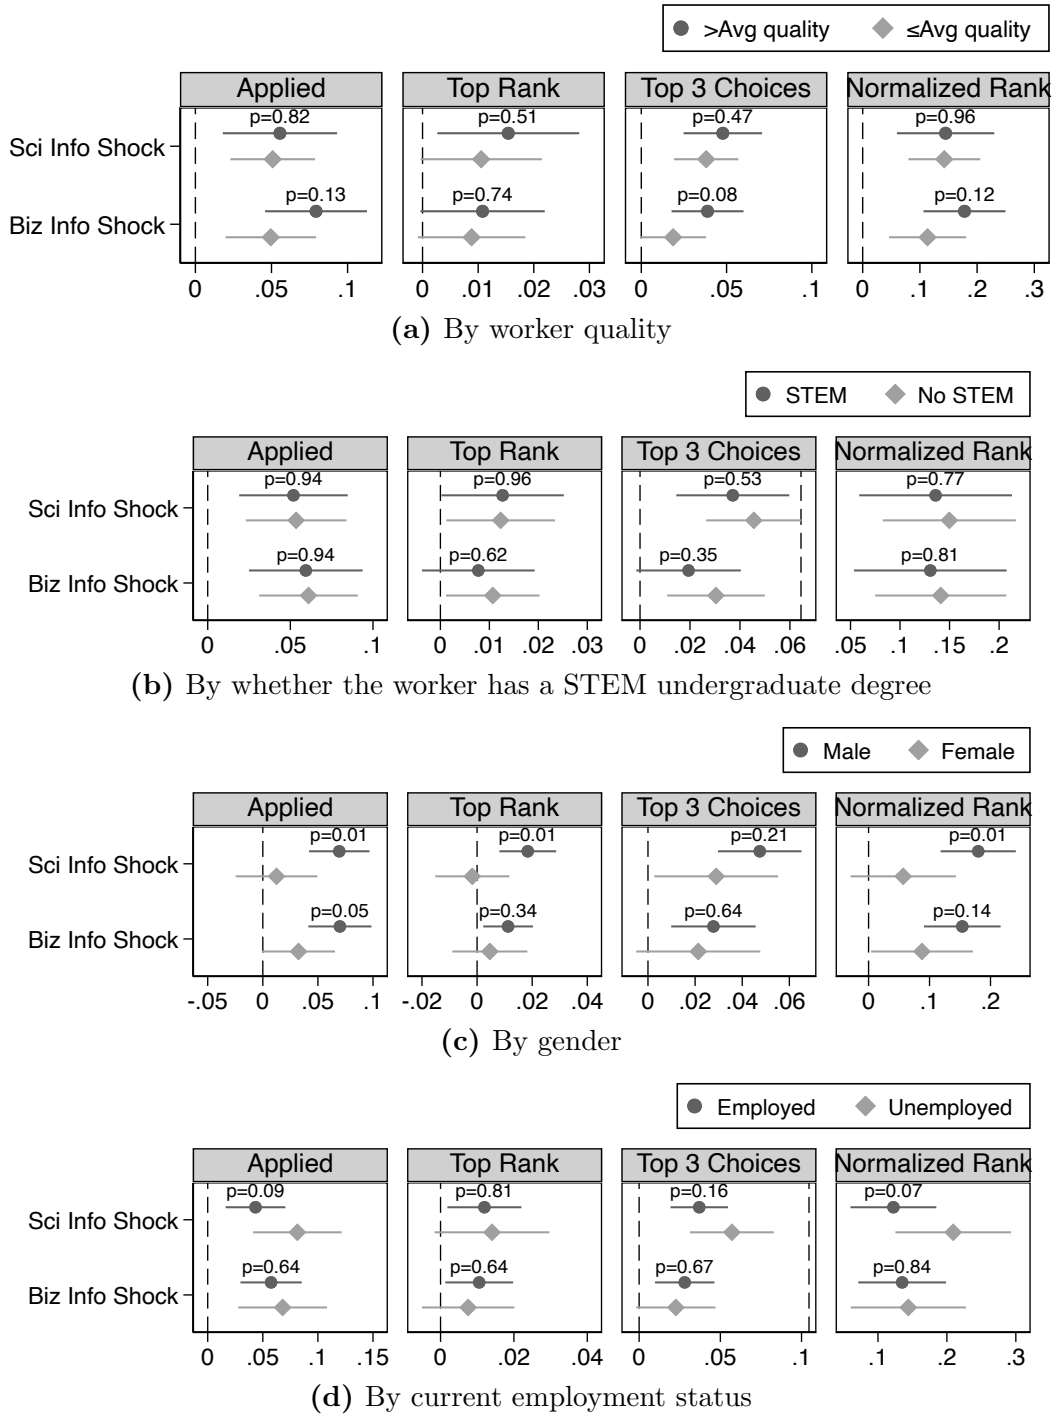 >Avg quality ≤Avg quality
Applied Top Rank Top 3 Choices Normalized Rank
p=0.82 p=0.51 p=0.47 p=0.96
Sci Info Shock
p=0.13 p=0.74 p=0.08 p=0.12
Biz Info Shock
0 .05 .1 0 .01 .02 .03 0 .05 .1 0 .1 .2 .3
(a) By worker quality
STEM No STEM
Applied Top Rank Top 3 Choices Normalized Rank
p=0.94 p=0.96 p=0.53 p=0.77
Sci Info Shock
p=0.94 p=0.62 p=0.35 p=0.81
Biz Info Shock
0 .05 .1 0 .01 .02 .03 0 .02 .04 .06 .05 .1 .15 .2
(b) By whether the worker has a STEM undergraduate degree
Male Female
Applied Top Rank Top 3 Choices Normalized Rank
p=0.01 p=0.01 p=0.21 p=0.01
Sci Info Shock
p=0.05 p=0.34 p=0.64 p=0.14
Biz Info Shock
-.05 0 .05 .1 -.02 0 .02 .04 0 .02 .04 .06 0 .1 .2
(c) By gender
Employed Unemployed
Applied Top Rank Top 3 Choices Normalized Rank
p=0.09 p=0.81 p=0.16 p=0.07
Sci Info Shock
p=0.64 p=0.64 p=0.67 p=0.84
Biz Info Shock
0 .05 .1 .15 0 .02 .04 0 .05 .1 .1 .2 .3
(d) By current employment status